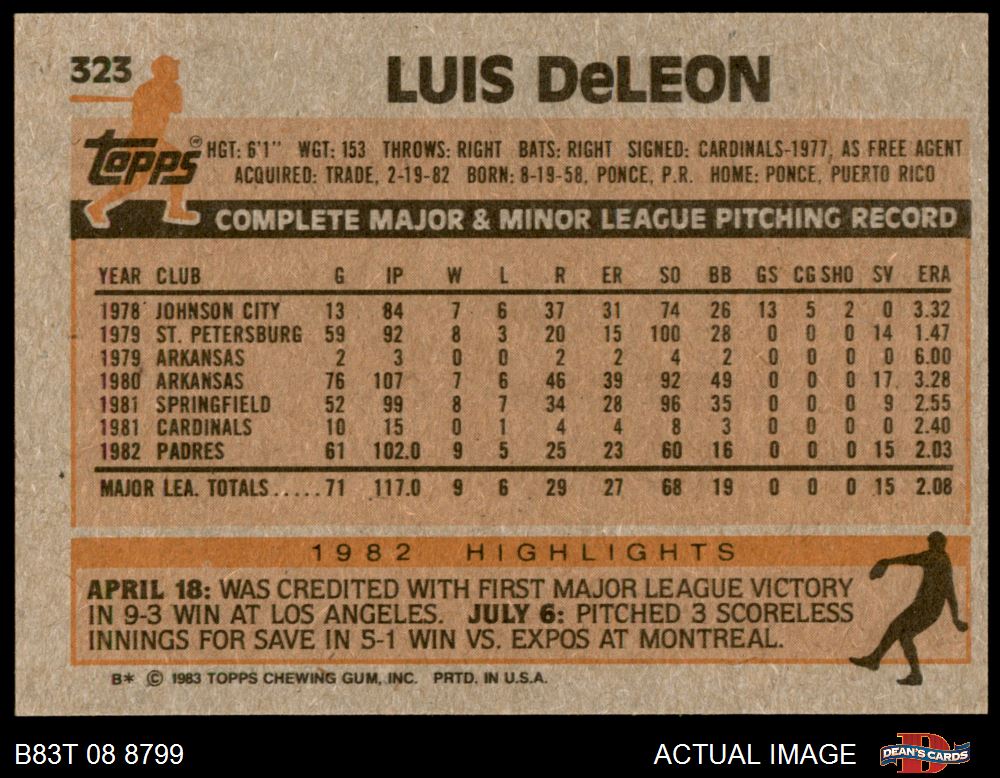 323
LUIS DeLEON
Topps®
HGT: 6'1" WGT: 153 THROWS: RIGHT BATS: RIGHT SIGNED: CARDINALS-1977, AS FREE AGENT
ACQUIRED: TRADE, 2-19-82 BORN: 8-19-58, PONCE, P.R. HOME: PONCE, PUERTO RICO
COMPLETE MAJOR & MINOR LEAGUE PITCHING RECORD
YEAR CLUB G IP W L R ER SO BB GS CG SHO SV ERA
1978 JOHNSON CITY 13 84 7 6 37 31 74 26 13 5 2 0 3.32
1979 ST. PETERSBURG 59 92 8 3 20 15 100 28 0 0 0 14 1.47
1979 ARKANSAS 2 3 0 0 2 2 4 2 0 0 0 0 6.00
1980 ARKANSAS 76 107 7 6 46 39 92 49 0 0 0 17 3.28
1981 SPRINGFIELD 52 99 8 7 34 28 96 35 0 0 0 9 2.55
1981 CARDINALS 10 15 0 1 4 4 8 3 0 0 0 0 2.40
1982 PADRES 61 102.0 9 5 25 23 60 16 0 0 0 15 2.03
MAJOR LEA. TOTALS.....71 117.0 9 6 29 27 68 19 0 0 0 15 2.08
1982 HIGHLIGHTS
APRIL 18: WAS CREDITED WITH FIRST MAJOR LEAGUE VICTORY
IN 9-3 WIN AT LOS ANGELES. JULY 6: PITCHED 3 SCORELESS
INNINGS FOR SAVE IN 5-1 WIN VS. EXPOS AT MONTREAL.
B* © 1983 TOPPS CHEWING GUM, INC. PRTD. IN U.S.A.
B83T 08 8799
ACTUAL IMAGE
D
DEAN'S CARDS